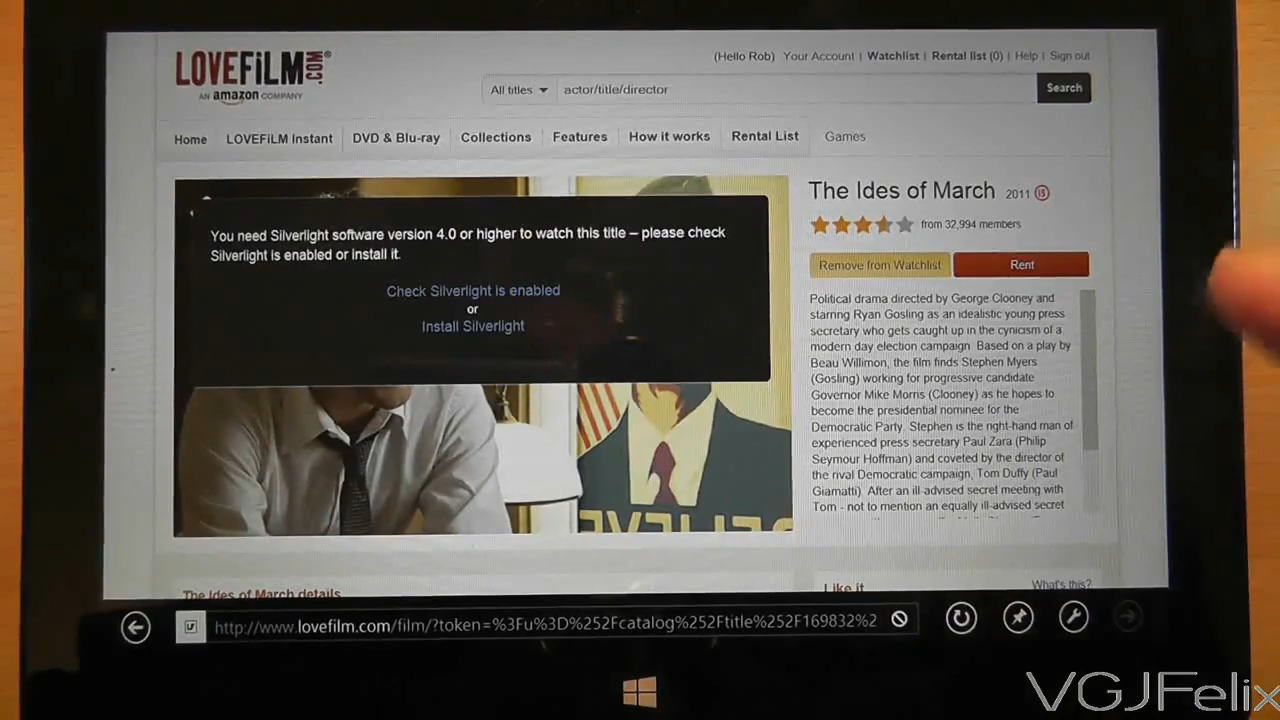 LOVEFiLM.COM®
AN amazon COMPANY
(Hello Rob) Your Account | Watchlist | Rental list (0) | Help | Sign out
All titles actor/title/director Search
Home LOVEFiLM Instant DVD & Blu-ray Collections Features How it works Rental List Games
You need Silverlight software version 4.0 or higher to watch this title – please check
Silverlight is enabled or install it.
Check Silverlight is enabled
or
Install Silverlight
The Ides of March 2011 15
from 32,994 members
Remove from Watchlist Rent
Political drama directed by George Clooney and
starring Ryan Gosling as an idealistic young press
secretary who gets caught up in the cynicism of a
modern day election campaign. Based on a play by
Beau Willimon, the film finds Stephen Myers
(Gosling) working for progressive candidate
Governor Mike Morris (Clooney) as he hopes to
become the presidential nominee for the
Democratic Party. Stephen is the right-hand man of
experienced press secretary Paul Zara (Philip
Seymour Hoffman) and coveted by the director of
the rival Democratic campaign, Tom Duffy (Paul
Giamatti). After an ill-advised secret meeting with
Tom - not to mention an equally ill-advised secret
The Ides of March details
Like it What's this?
http://www.lovefilm.com/film/?token=%3Fu%3D%252Fcatalog%252Ftitle%252F169832%2
VGJFelix